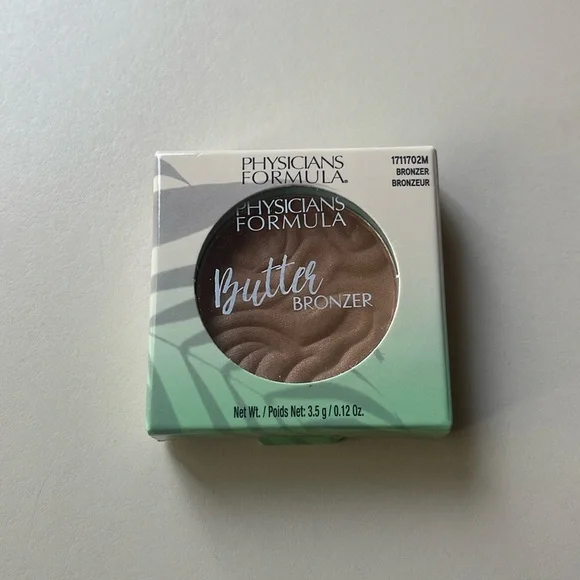 PHYSICIANS
FORMULA®
1711702M
BRONZER
BRONZEUR
PHYSICIANS
FORMULA
Butter
BRONZER
Net Wt. / Poids Net: 3.5 g / 0.12 Oz.